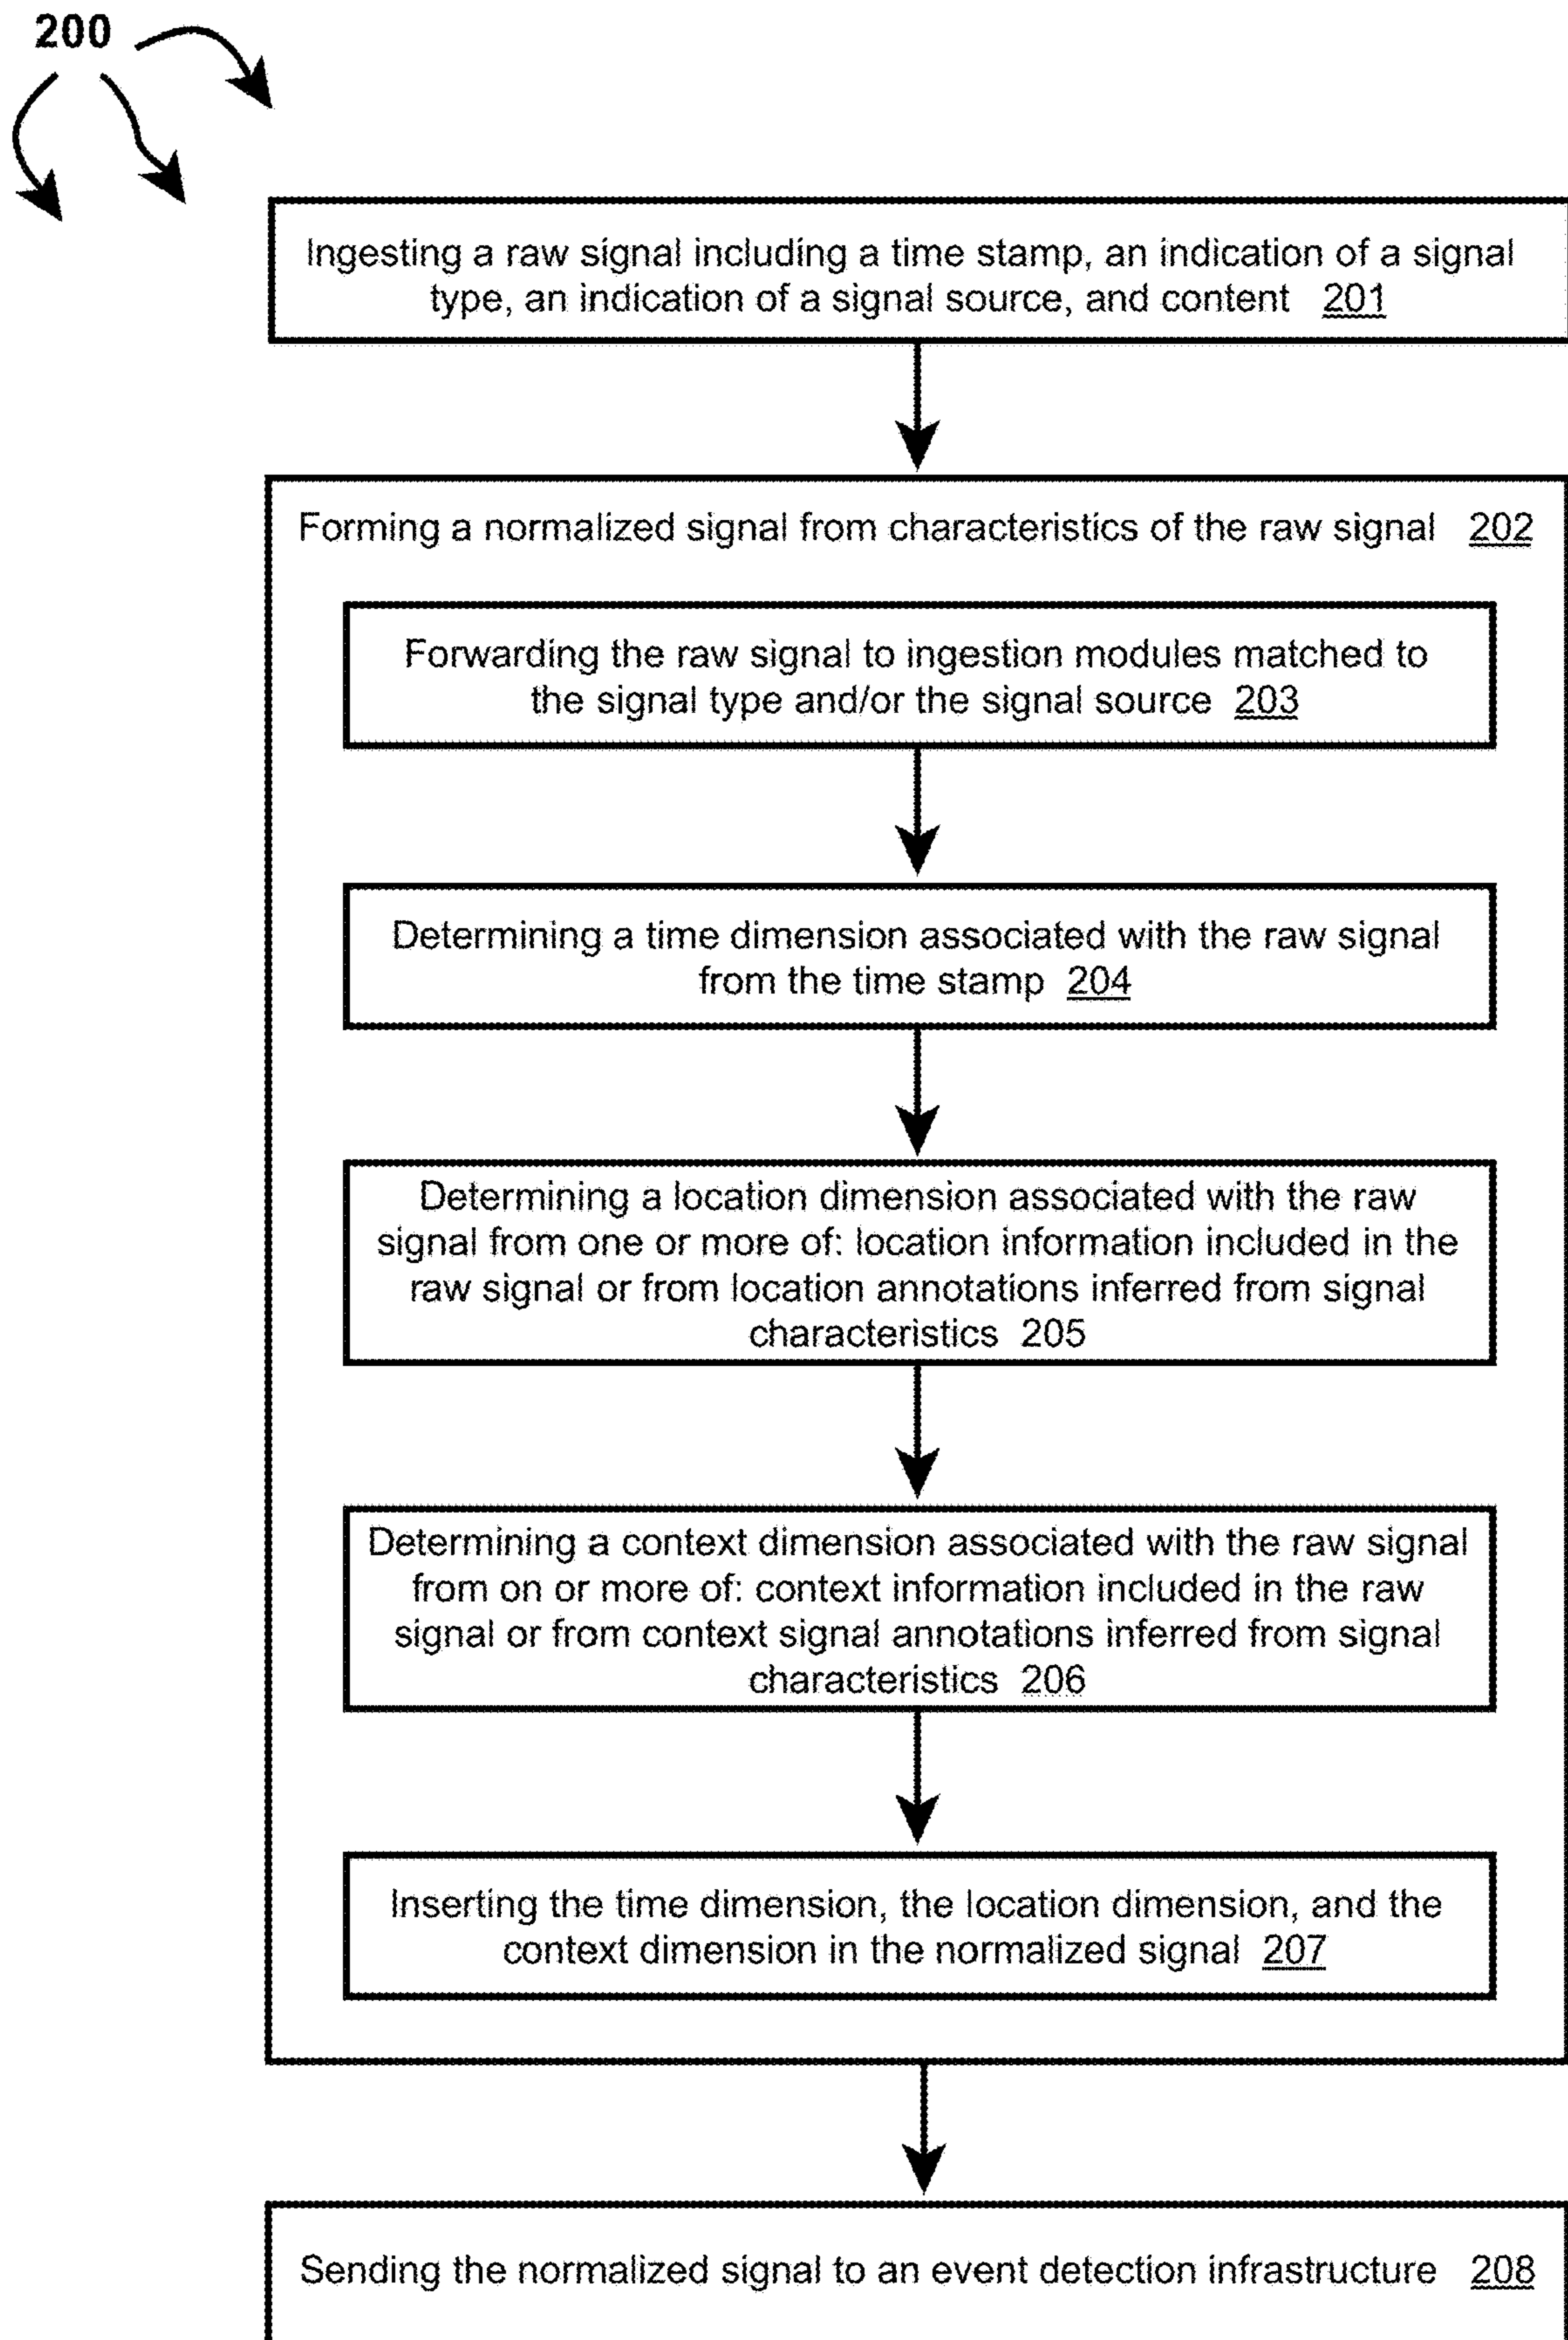 200
Ingesting a raw signal including a time stamp, an indication of a signal
type, an indication of a signal source, and content 201
Forming a normalized signal from characteristics of the raw signal 202
Forwarding the raw signal to ingestion modules matched to
the signal type and/or the signal source 203
Determining a time dimension associated with the raw signal
from the time stamp 204
Determining a location dimension associated with the raw
signal from one or more of: location information included in the
raw signal or from location annotations inferred from signal
characteristics 205
Determining a context dimension associated with the raw signal
from on or more of: context information included in the raw
signal or from context signal annotations inferred from signal
characteristics 206
Inserting the time dimension, the location dimension, and the
context dimension in the normalized signal 207
Sending the normalized signal to an event detection infrastructure 208